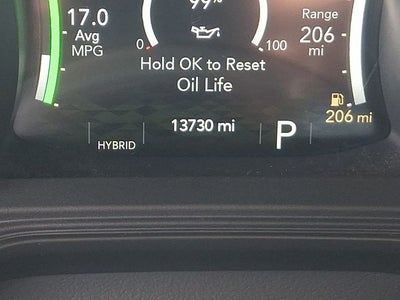 99%
17.0
Avg
MPG
0
100
Range
206
mi
Hold OK to Reset
Oil Life
HYBRID
13730 mi
P
206 mi